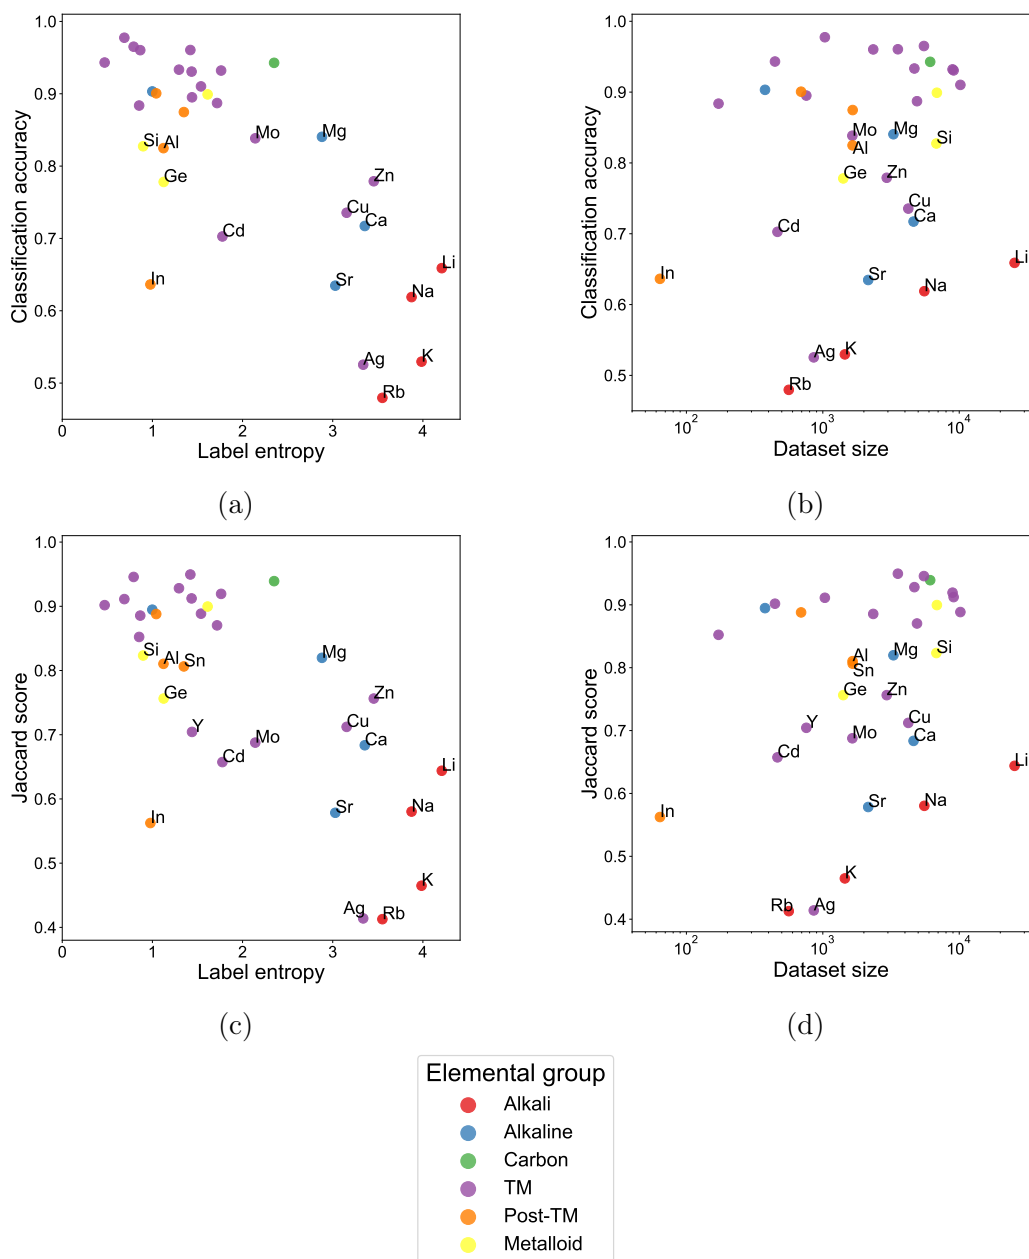 1.0
0.9
0.8
0.7
0.6
0.5
Classification accuracy
Si
Al
Ge
Mo
Mg
Zn
Cu
Ca
Cd
In
Sr
Li
Na
K
Ag
Rb
0
1
2
3
4
Label entropy
(a)
1.0
0.9
0.8
0.7
0.6
0.5
Classification accuracy
Mo
Al
Mg
Si
Ge
Zn
Cu
Ca
Cd
In
Sr
Li
Na
K
Ag
Rb
10^2
10^3
10^4
Dataset size
(b)
1.0
0.9
0.8
0.7
0.6
0.5
0.4
Jaccard score
Si
Al
Sn
Mg
Ge
Zn
Y
Mo
Cu
Ca
Cd
Li
In
Sr
Na
K
Ag
Rb
0
1
2
3
4
Label entropy
(c)
1.0
0.9
0.8
0.7
0.6
0.5
0.4
Jaccard score
Al
Sn
Mg
Si
Ge
Zn
Y
Mo
Cu
Ca
Cd
Li
In
Sr
Na
K
Rb
Ag
10^2
10^3
10^4
Dataset size
(d)
Elemental group
Alkali
Alkaline
Carbon
TM
Post-TM
Metalloid